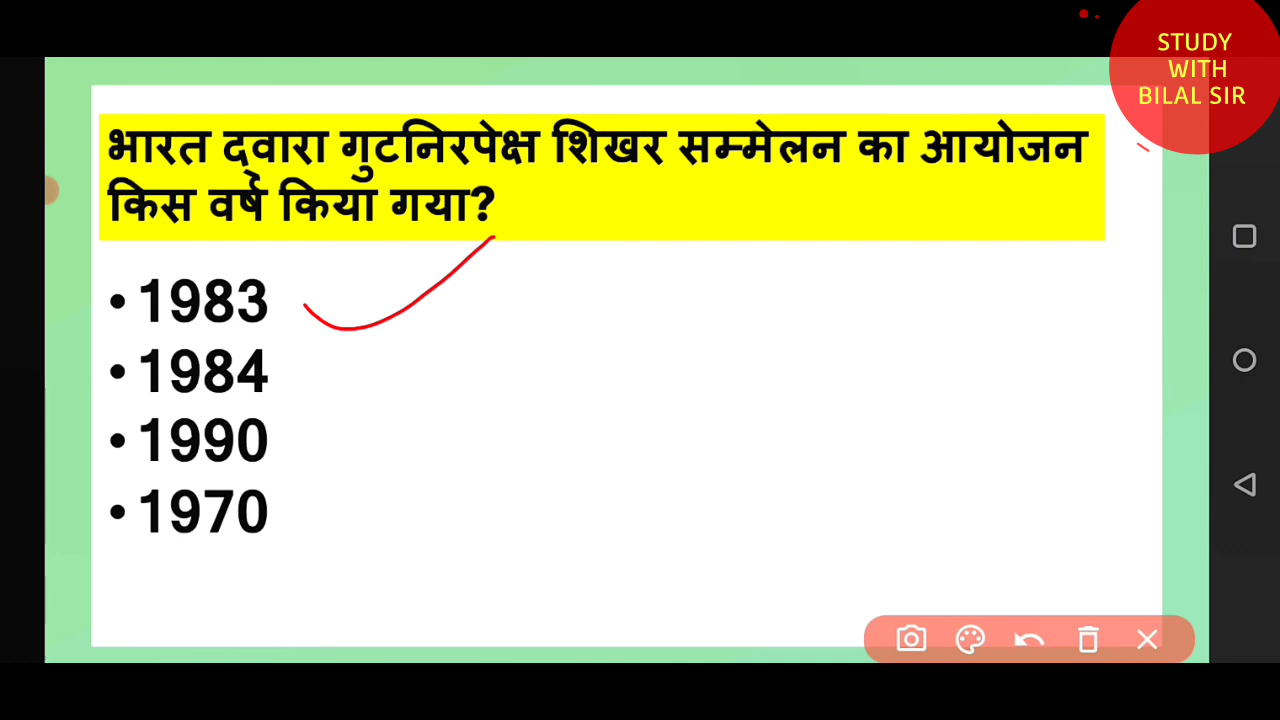 STUDY
WITH
BILAL SIR
भारत द्वारा गुटनिरपेक्ष शिखर सम्मेलन का आयोजन
किस वर्ष किया गया?
• 1983
• 1984
• 1990
• 1970